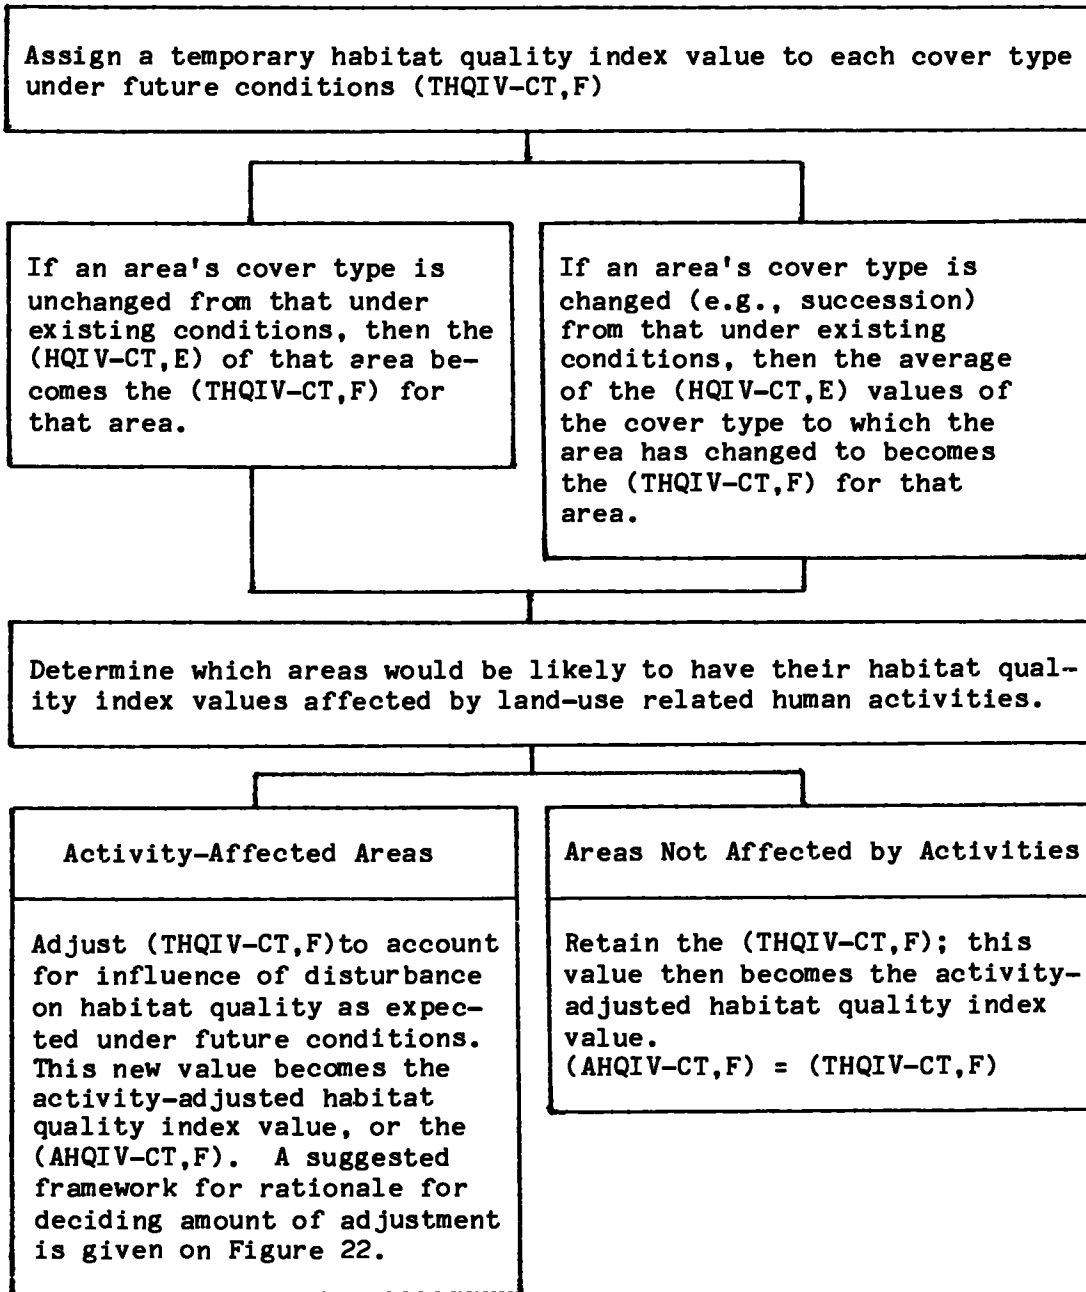 Assign a temporary habitat quality index value to each cover type
under future conditions (THQIV-CT,F)
If an area's cover type is
unchanged from that under
existing conditions, then the
(HQIV-CT,E) of that area be-
comes the (THQIV-CT,F) for
that area.
If an area's cover type is
changed (e.g., succession)
from that under existing
conditions, then the average
of the (HQIV-CT,E) values of
the cover type to which the
area has changed to becomes
the (THQIV-CT,F) for that
area.
Determine which areas would be likely to have their habitat qual-
ity index values affected by land-use related human activities.
Activity-Affected Areas
Adjust (THQIV-CT,F)to account
for influence of disturbance
on habitat quality as expec-
ted under future conditions.
This new value becomes the
activity-adjusted habitat
quality index value, or the
(AHQIV-CT,F).  A suggested
framework for rationale for
deciding amount of adjustment
is given on Figure 22.
Areas Not Affected by Activities
Retain the (THQIV-CT,F); this
value then becomes the activity-
adjusted habitat quality index
value.
(AHQIV-CT,F) = (THQIV-CT,F)